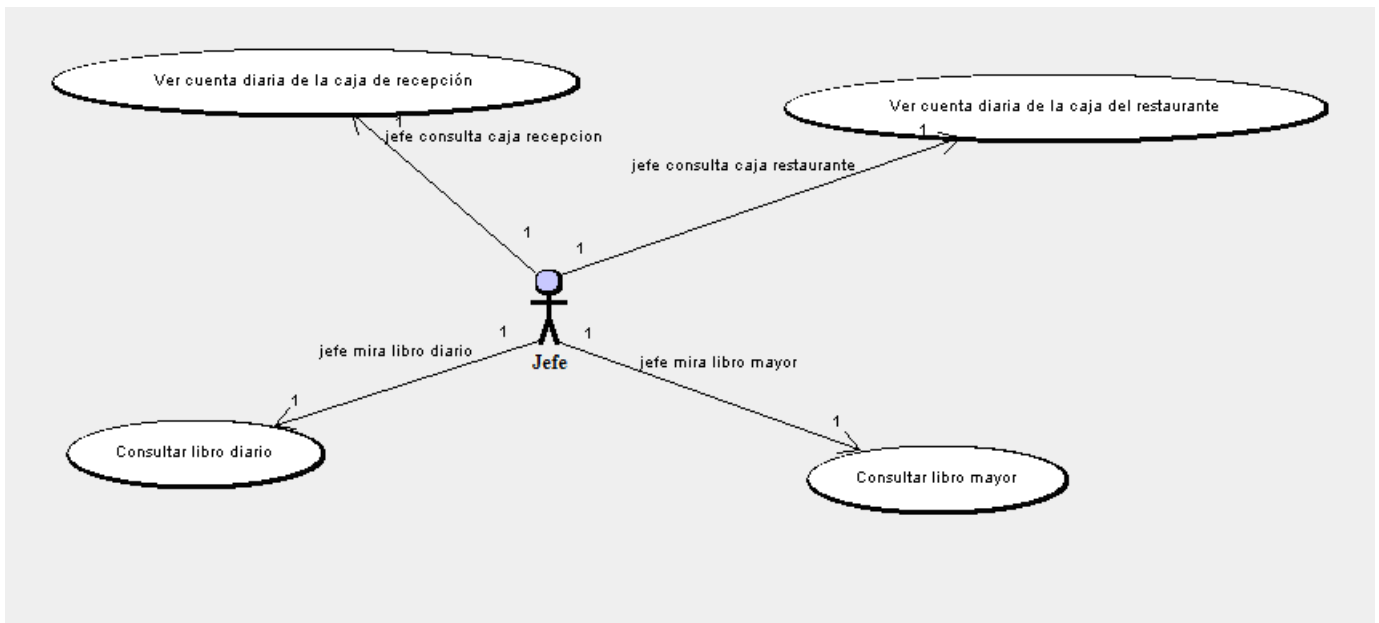 Ver cuenta diaria de la caja de recepción
Ver cuenta diaria de la caja del restaurante
1
jefe consulta caja recepcion
1
jefe consulta caja restaurante
1
1
1
1
jefe mira libro diario
jefe mira libro mayor
Jefe
1
1
Consultar libro diario
Consultar libro mayor